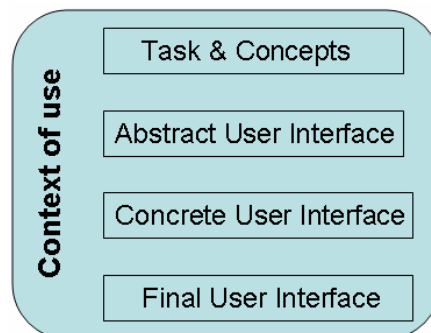 Context of use
Task & Concepts
Abstract User Interface
Concrete User Interface
Final User Interface